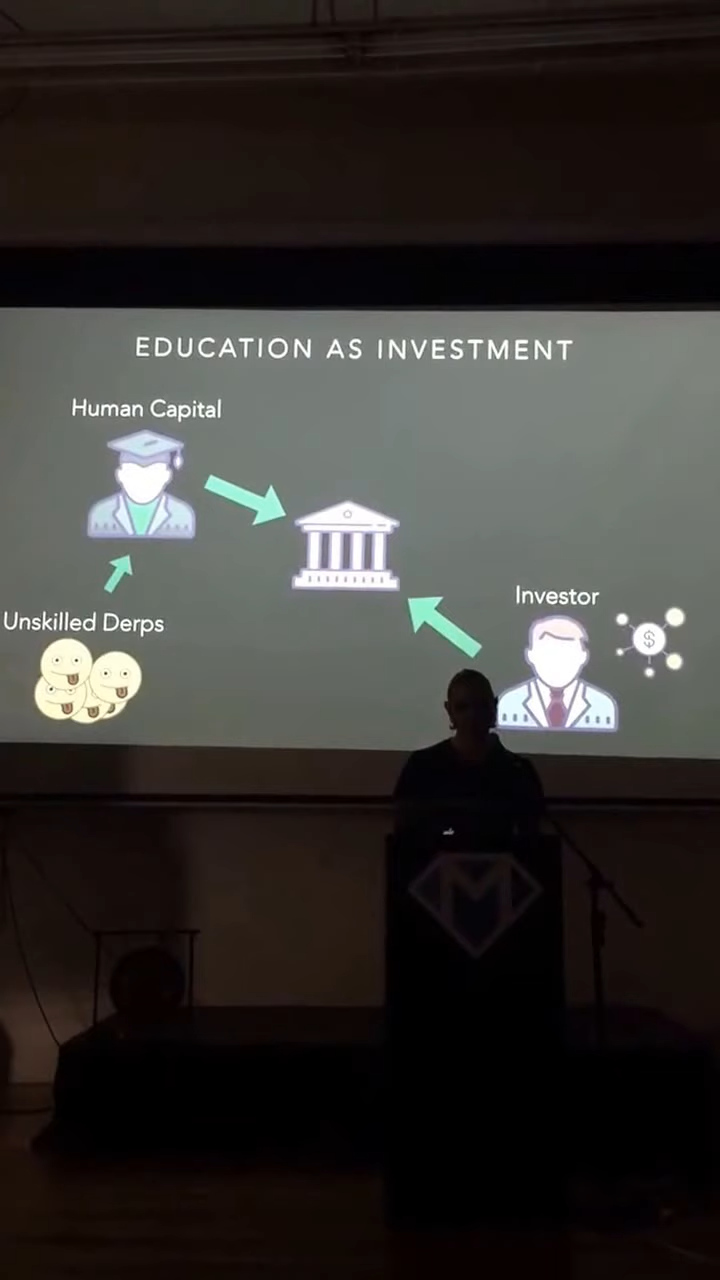 EDUCATION AS INVESTMENT
Human Capital
Unskilled Derps
Investor
$
M